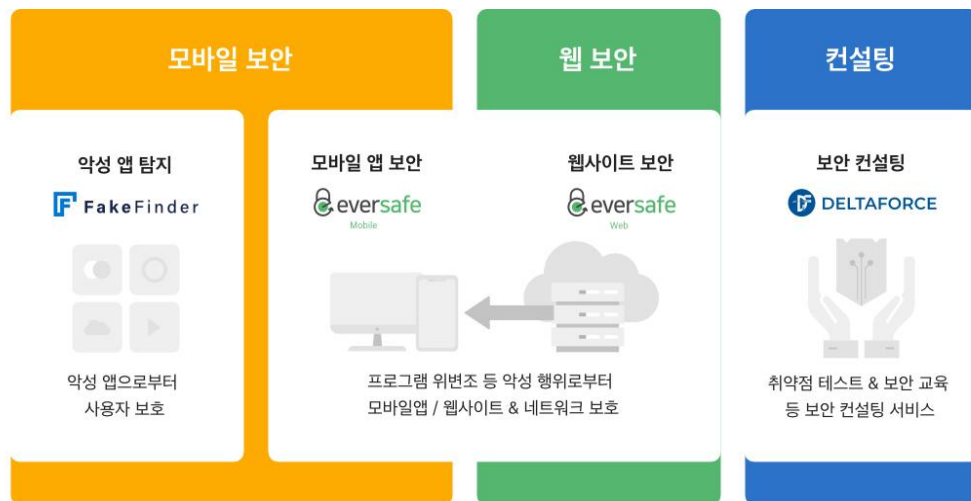 모바일 보안
웹 보안
컨설팅
악성 앱 탐지
FakeFinder
악성 앱으로부터
사용자 보호
모바일 앱 보안
eversafe
Mobile
웹사이트 보안
eversafe
Web
프로그램 위변조 등 악성 행위로부터
모바일앱 / 웹사이트 & 네트워크 보호
보안 컨설팅
DELTAFORCE
취약점 테스트 & 보안 교육
등 보안 컨설팅 서비스